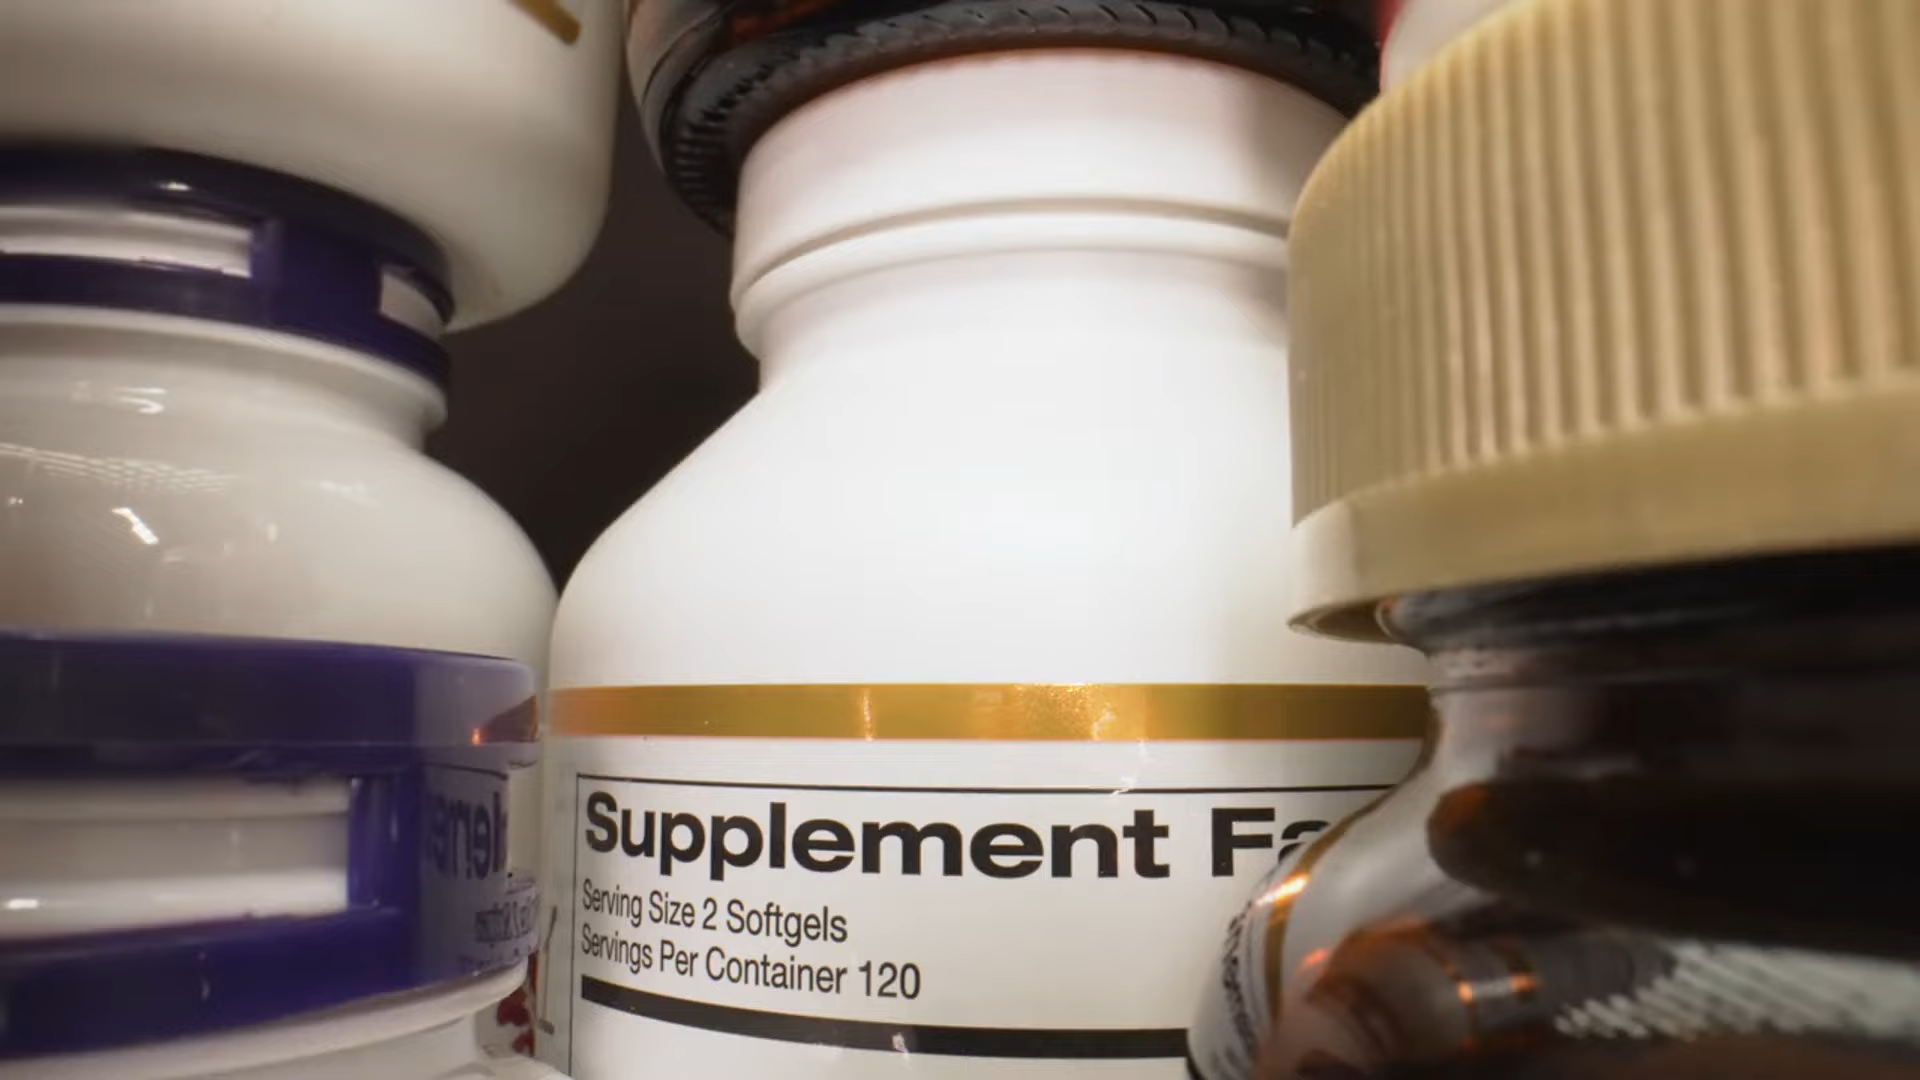 Supplement Fa
Serving Size 2 Softgels
Servings Per Container 120